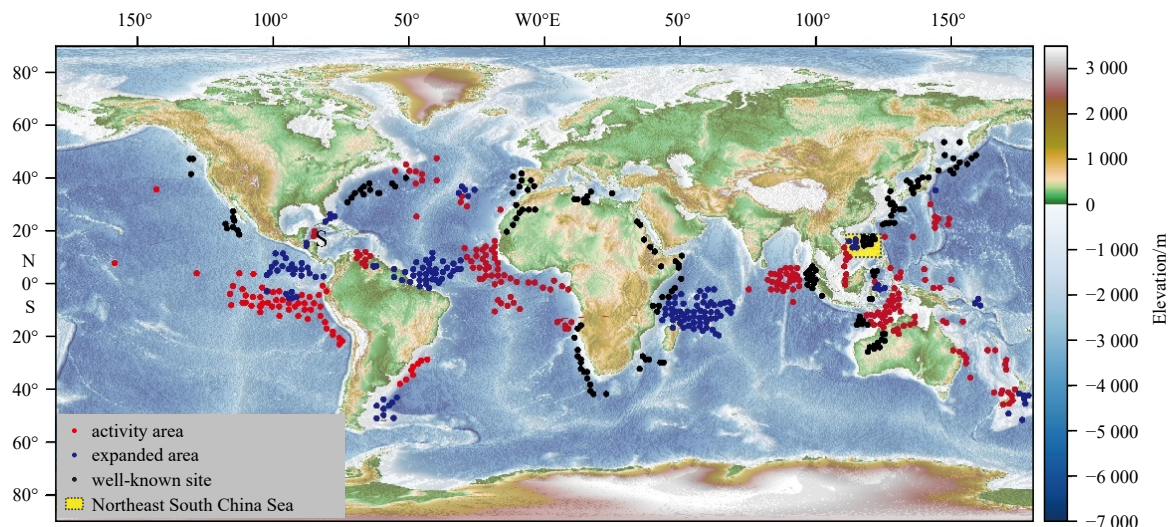 150° 100° 50° W0°E 50° 100° 150°
80°
60°
40°
20°
N
0°
S
20°
40°
60°
80°
S
activity area
expanded area
well-known site
Northeast South China Sea
3 000
2 000
1 000
0
−1 000
−2 000
−3 000
−4 000
−5 000
−6 000
−7 000
Elevation/m